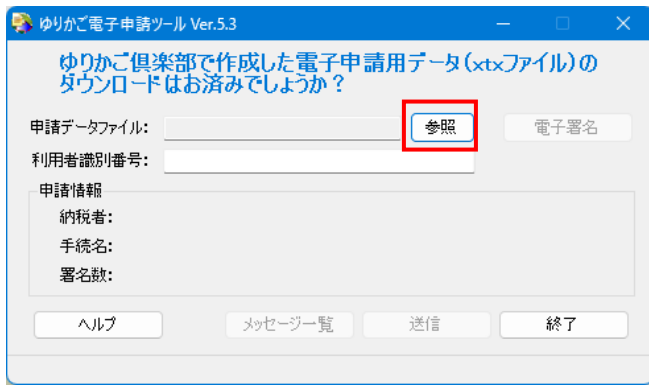 ゆりかご電子申請ツール Ver.5.3
ゆりかご倶楽部で作成した電子申請用データ(xtxファイル)の
ダウンロードはお済みでしょうか？
申請データファイル: 参照 電子署名
利用者識別番号:
申請情報
納税者:
手続名:
署名数:
ヘルプ メッセージ一覧 送信 終了